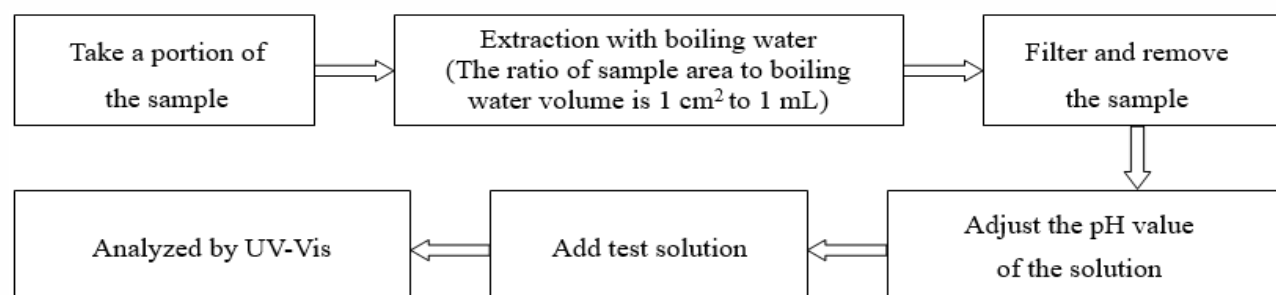 Take a portion of
the sample
Extraction with boiling water
(The ratio of sample area to boiling
water volume is 1 cm² to 1 mL)
Filter and remove
the sample
Adjust the pH value
of the solution
Add test solution
Analyzed by UV-Vis